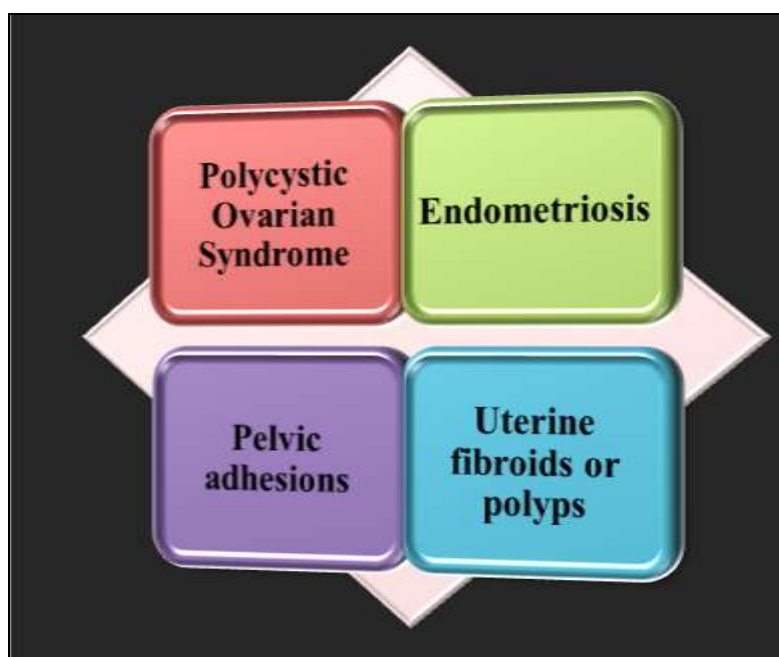 Polycystic
Ovarian
Syndrome
Endometriosis
Pelvic
adhesions
Uterine
fibroids or
polyps